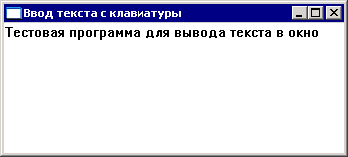 Ввод текста с клавиатуры
Тестовая программа для вывода текста в окно